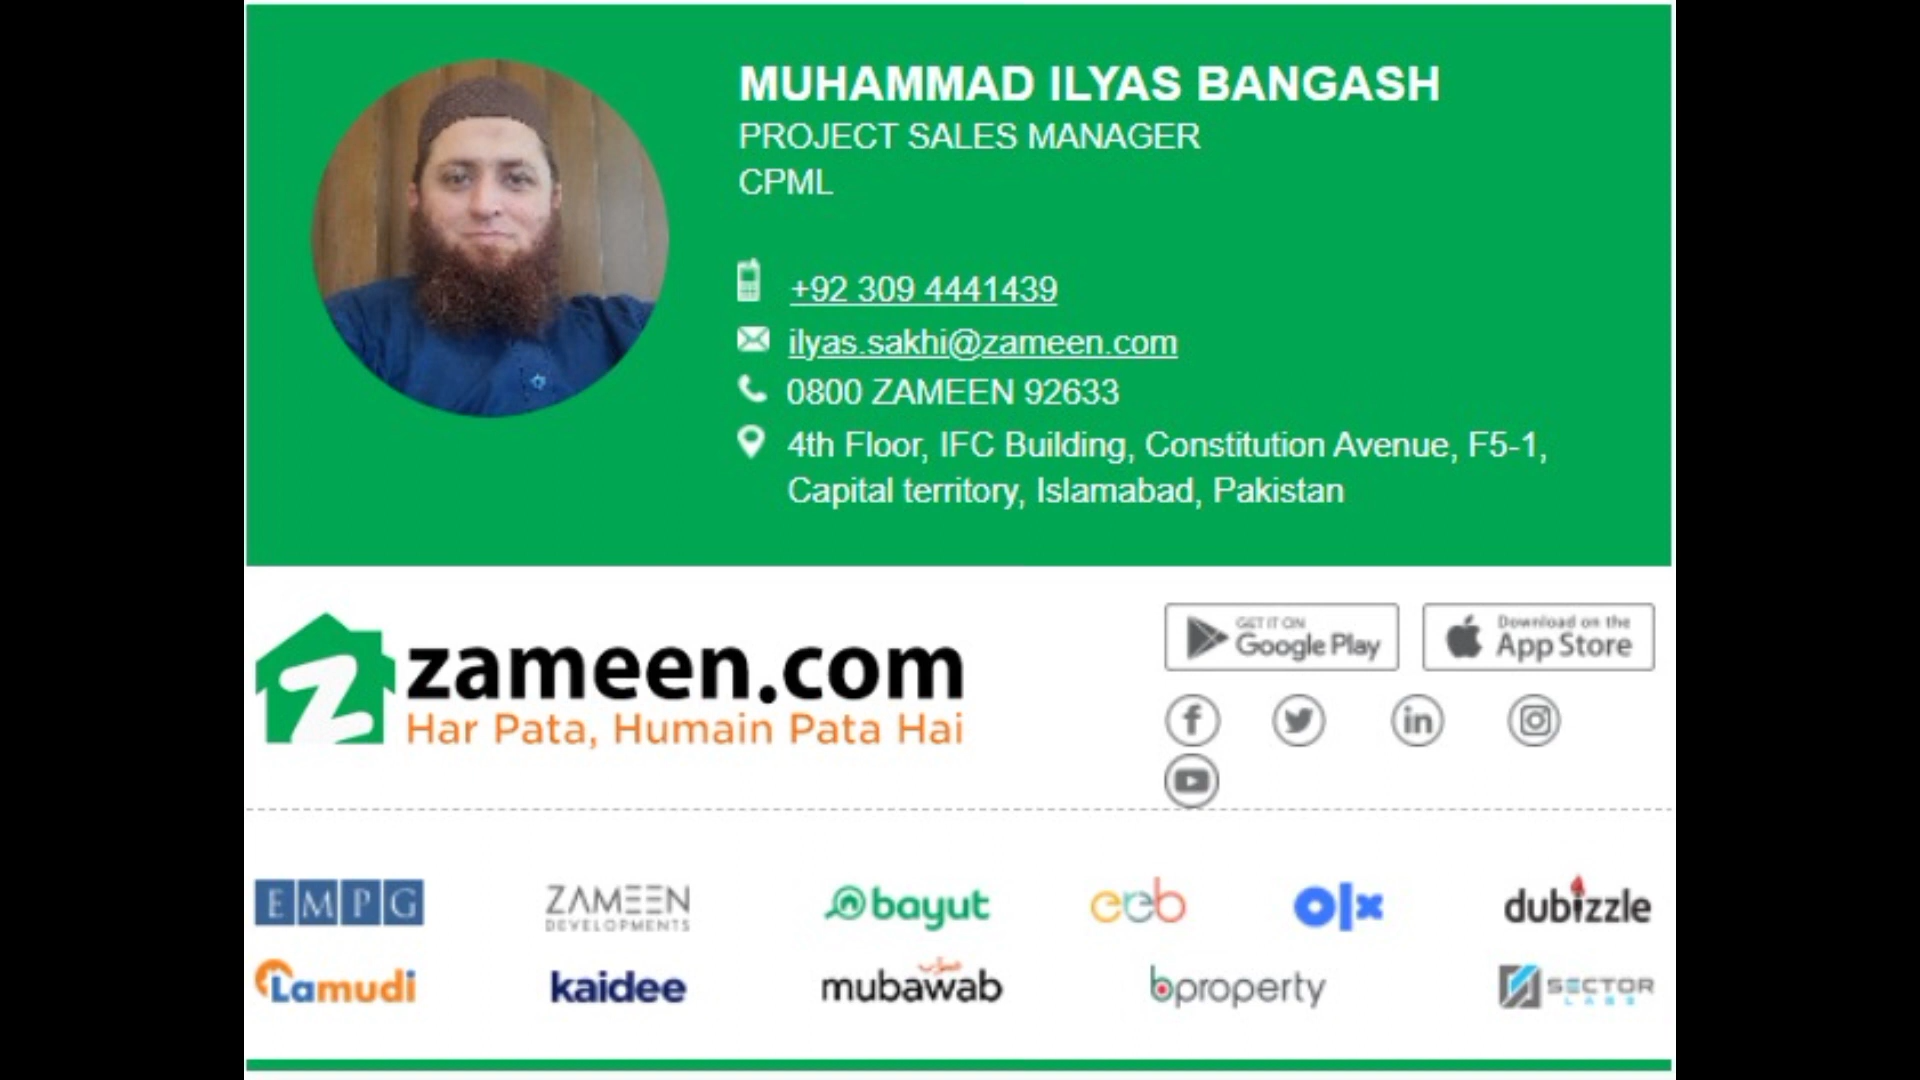 MUHAMMAD ILYAS BANGASH
PROJECT SALES MANAGER
CPML
+92 309 4441439
ilyas.sakhi@zameen.com
0800 ZAMEEN 92633
4th Floor, IFC Building, Constitution Avenue, F5-1,
Capital territory, Islamabad, Pakistan
zameen.com
Har Pata, Humain Pata Hai
GET IT ON
Google Play
Download on the
App Store
EMPG
ZAMEEN
DEVELOPMENTS
bayut
olx
dubizzle
Lamudi
kaidee
mubawab
bproperty
SECTOR
LABS